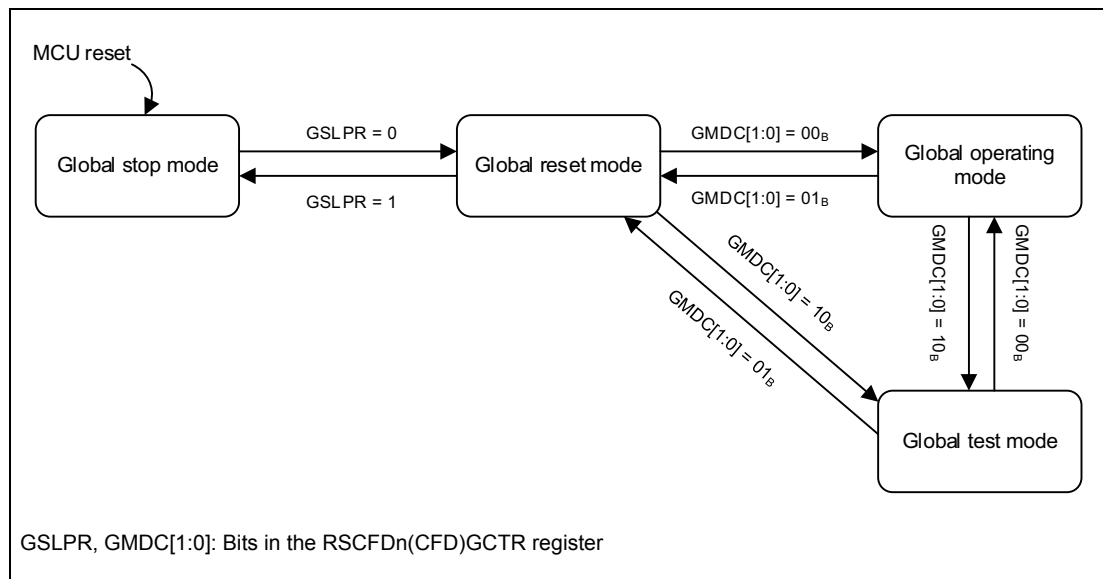 MCU reset
Global stop mode
GSLPR = 0
GSLPR = 1
Global reset mode
GMDC[1:0] = 00B
GMDC[1:0] = 01B
Global operating
mode
GMDC[1:0] = 10B
GMDC[1:0] = 01B
GMDC[1:0] = 10B
GMDC[1:0] = 00B
Global test mode
GSLPR, GMDC[1:0]: Bits in the RSCFDn(CFD)GCTR register